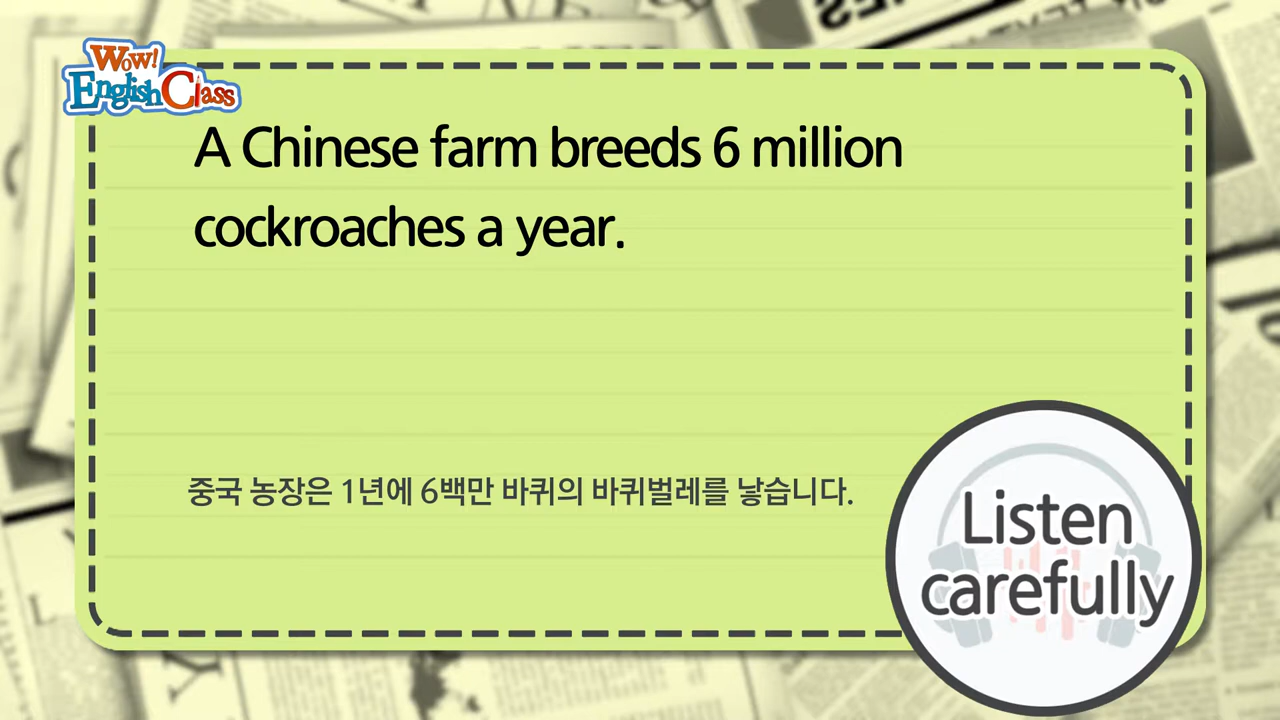 Wow!
English Class
A Chinese farm breeds 6 million
cockroaches a year.
중국 농장은 1년에 6백만 바퀴의 바퀴벌레를 낳습니다.
Listen
carefully